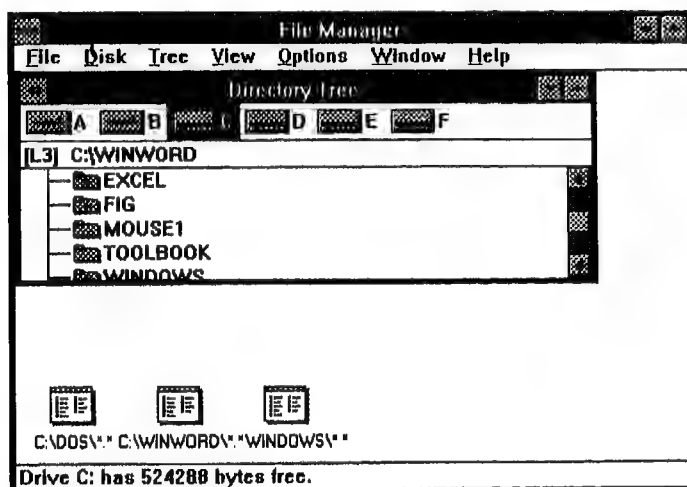 File Manager
File Disk Tree View Options Window Help
Directory Tree
A B C D E F
[L3] C:\WINWORD
EXCEL
FIG
MOUSE1
TOOLBOOK
WINDOWS
C:\DOS\*.* C:\WINWORD\*.* WINDOWS\*.*
Drive C: has 524288 bytes free.